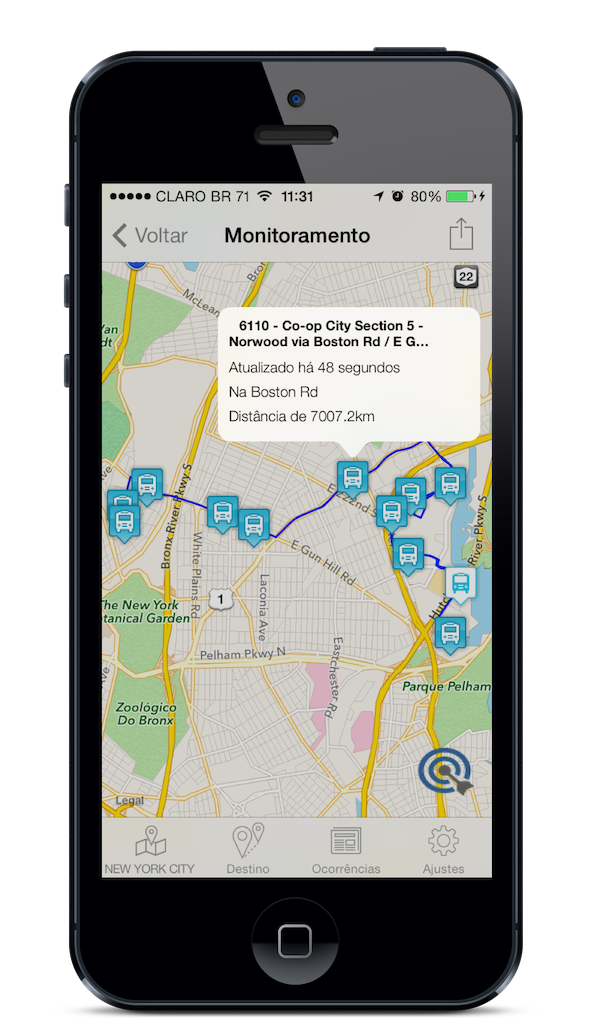 CLARO BR 71 11:31 80%
Voltar Monitoramento
22
McLean
Bro
6110 - Co-op City Section 5 -
Norwood via Boston Rd / E G...
Atualizado há 48 segundos
Na Boston Rd
Distância de 7007.2km
E 222nd S
Bronx River Pkwy S
White Plains Rd
E Gun Hill Rd
River Pkwy S
Hutc
The New York
tanical Garden
1
Laconia Ave
Pelham Pkwy N
Eastchester Rd
Parque Pelham
Zoológico
Do Bronx
Legal
NEW YORK CITY Destino Ocorrências Ajustes